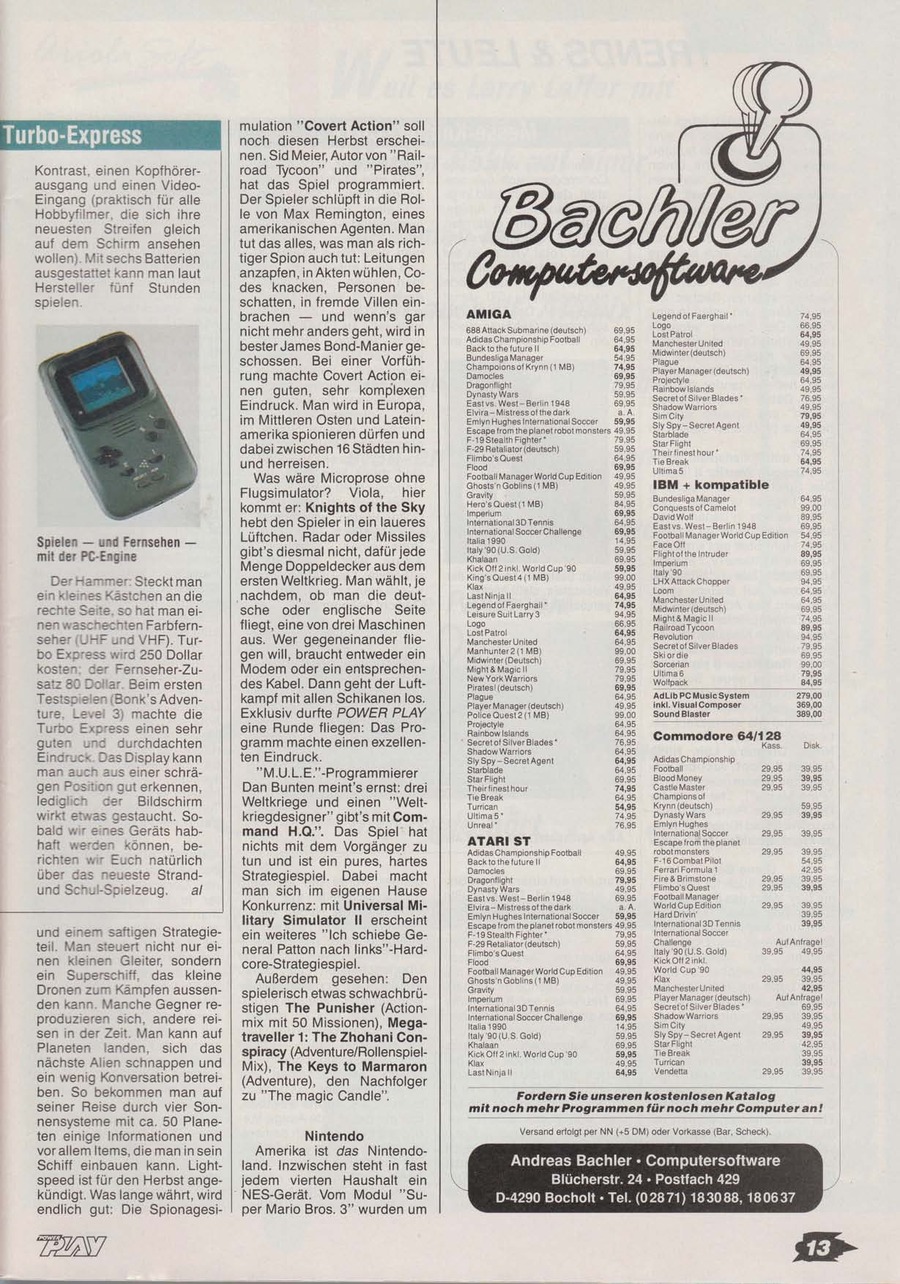 Turbo-Express
Kontrast, einen Kopfhörer-
ausgang und einen Video-
Eingang (praktisch für alle
Hobbyfilmer, die sich ihre
neuesten Streifen gleich
auf dem Schirm ansehen
wollen). Mit sechs Batterien
ausgestattet kann man laut
Hersteller fünf Stunden
spielen.
Spielen — und Fernsehen —
mit der PC-Engine
Der Hammer: Steckt man
ein kleines Kästchen an die
rechte Seite, so hat man ei-
nen waschechten Farbfern-
seher (UHF und VHF). Tur-
bo Express wird 250 Dollar
kosten; der Fernseher-Zu-
satz 80 Dollar. Beim ersten
Testspielen (Bonk's Adven-
ture, Level 3) machte die
Turbo Express einen sehr
guten und durchdachten
Eindruck. Das Display kann
man auch aus einer schrä-
gen Position gut erkennen,
lediglich der Bildschirm
wirkt etwas gestaucht. So-
bald wir eines Geräts hab-
haft werden können, be-
richten wir Euch natürlich
über das neueste Strand-
und Schul-Spielzeug. al
und einem saftigen Strategie-
teil. Man steuert nicht nur ei-
nen kleinen Gleiter, sondern
ein Superschiff, das kleine
Dronen zum Kämpfen aussen-
den kann. Manche Gegner re-
produzieren sich, andere rei-
sen in der Zeit. Man kann auf
Planeten landen, sich das
nächste Alien schnappen und
ein wenig Konversation betrei-
ben. So bekommen man auf
seiner Reise durch vier Son-
nensysteme mit ca. 50 Plane-
ten einige Informationen und
vor allem Items, die man in sein
Schiff einbauen kann. Light-
speed ist für den Herbst ange-
kündigt. Was lange währt, wird
endlich gut: Die Spionagesi-
mulation "Covert Action" soll
noch diesen Herbst erschei-
nen. Sid Meier, Autor von "Rail-
road Tycoon" und "Pirates",
hat das Spiel programmiert.
Der Spieler schlüpft in die Rol-
le von Max Remington, eines
amerikanischen Agenten. Man
tut das alles, was man als rich-
tiger Spion auch tut: Leitungen
anzapfen, in Akten wühlen, Co-
des knacken, Personen be-
schatten, in fremde Villen ein-
brachen — und wenn's gar
nicht mehr anders geht, wird in
bester James Bond-Manier ge-
schossen. Bei einer Vorfüh-
rung machte Covert Action ei-
nen guten, sehr komplexen
Eindruck. Man wird in Europa,
im Mittleren Osten und Latein-
amerika spionieren dürfen und
dabei zwischen 16 Städten hin-
und herreisen.
Was wäre Microprose ohne
Flugsimulator? Viola, hier
kommt er: Knights of the Sky
hebt den Spieler in ein laueres
Lüftchen. Radar oder Missiles
gibt's diesmal nicht, dafür jede
Menge Doppeldecker aus dem
ersten Weltkrieg. Man wählt, je
nachdem, ob man die deut-
sche oder englische Seite
fliegt, eine von drei Maschinen
aus. Wer gegeneinander flie-
gen will, braucht entweder ein
Modem oder ein entsprechen-
des Kabel. Dann geht der Luft-
kampf mit allen Schikanen los.
Exklusiv durfte POWER PLAY
eine Runde fliegen: Das Pro-
gramm machte einen exzellen-
ten Eindruck.
"M.U.L.E."-Programmierer
Dan Bunten meint's ernst: drei
Weltkriege und einen "Welt-
kriegdesigner" gibt's mit Com-
mand H.Q.". Das Spiel hat
nichts mit dem Vorgänger zu
tun und ist ein pures, hartes
Strategiespiel. Dabei macht
man sich im eigenen Hause
Konkurrenz: mit Universal Mi-
litary Simulator II erscheint
ein weiteres "Ich schiebe Ge-
neral Patton nach links"-Hard-
core-Strategiespiel.
Außerdem gesehen: Den
spielerisch etwas schwachbrü-
stigen The Punisher (Action-
mix mit 50 Missionen), Mega-
traveller 1: The Zhohani Con-
spiracy (Adventure/Rollenspiel-
Mix), The Keys to Marmaron
(Adventure), den Nachfolger
zu "The magic Candle".
Nintendo
Amerika ist das Nintendo-
land. Inzwischen steht in fast
jedem vierten Haushalt ein
NES-Gerät. Vom Modul "Su-
per Mario Bros. 3" wurden um
Bachler
Computersoftware
AMIGA
688 Attack Submarine (deutsch) 69,95
Adidas Championship Football 64,95
Back to the future II 64,95
Bundesliga Manager 54,95
Champoions of Krynn (1 MB) 74,95
Damocles 69,95
Dragonflight 79,95
Dynasty Wars 59,95
East vs. West – Berlin 1948 69,95
Elvira – Mistress of the dark a. A.
Emlyn Hughes International Soccer 59,95
Escape from the planet robot monsters 49,95
F-19 Stealth Fighter* 79,95
F-29 Retaliator (deutsch) 59,95
Flimbo's Quest 64,95
Flood 69,95
Football Manager World Cup Edition 49,95
Ghosts'n Goblins (1 MB) 49,95
Gravity 59,95
Hero's Quest (1 MB) 84,95
Imperium 69,95
International 3D Tennis 64,95
International Soccer Challenge 69,95
Italia 1990 14,95
Italy '90 (U.S. Gold) 59,95
Khalaan 69,95
Kick Off 2 inkl. World Cup '90 59,95
King's Quest 4 (1 MB) 99,00
Klax 49,95
Last Ninja II 64,95
Legend of Faerghail* 74,95
Leisure Suit Larry 3 94,95
Logo 66,95
Lost Patrol 64,95
Manchester United 64,95
Manhunter 2 (1 MB) 99,00
Midwinter (Deutsch) 69,95
Might & Magic II 79,95
New York Warriors 79,95
Pirates! (deutsch) 69,95
Plague 64,95
Player Manager (deutsch) 49,95
Police Quest 2 (1 MB) 99,00
Projectyle 64,95
Rainbow Islands 64,95
Secret of Silver Blades* 76,95
Shadow Warriors 64,95
Sly Spy – Secret Agent 64,95
Starblade 64,95
Star Flight 69,95
Their finest hour 74,95
Tie Break 64,95
Turrican 54,95
Ultima 5* 74,95
Unreal* 76,95
ATARI ST
Adidas Championship Football 49,95
Back to the future II 64,95
Damocles 69,95
Dragonflight 79,95
Dynasty Wars 49,95
East vs. West – Berlin 1948 69,95
Elvira – Mistress of the dark a. A.
Emlyn Hughes International Soccer 59,95
Escape from the planet robot monsters 49,95
F-19 Stealth Fighter* 79,95
F-29 Retaliator (deutsch) 59,95
Flimbo's Quest 64,95
Flood 69,95
Football Manager World Cup Edition 49,95
Ghosts'n Goblins (1 MB) 49,95
Gravity 59,95
Imperium 69,95
International 3D Tennis 64,95
International Soccer Challenge 69,95
Italia 1990 14,95
Italy '90 (U.S. Gold) 59,95
Khalaan 69,95
Kick Off 2 inkl. World Cup '90 59,95
Klax 49,95
Last Ninja II 64,95
Legend of Faerghail* 74,95
Logo 66,95
Lost Patrol 64,95
Manchester United 49,95
Midwinter (deutsch) 69,95
Plague 64,95
Player Manager (deutsch) 49,95
Projectyle 64,95
Rainbow Islands 49,95
Secret of Silver Blades* 76,95
Shadow Warriors 49,95
Sim City 79,95
Sly Spy – Secret Agent 49,95
Starblade 64,95
Star Flight 69,95
Their finest hour* 74,95
Tie Break 64,95
Ultima 5 74,95
IBM + kompatible
Bundesliga Manager 64,95
Conquests of Camelot 99,00
David Wolf 89,95
East vs. West – Berlin 1948 69,95
Football Manager World Cup Edition 54,95
Face Off 74,95
Flight of the Intruder 89,95
Imperium 69,95
Italy '90 69,95
LHX Attack Chopper 94,95
Loom 64,95
Manchester United 64,95
Midwinter (deutsch) 69,95
Might & Magic II 74,95
Railroad Tycoon 89,95
Revolution 94,95
Secret of Silver Blades 79,95
Ski or die 69,95
Sorcerian 99,00
Ultima 6 79,95
Wolfpack 84,95
AdLib PC Music System 279,00
inkl. Visual Composer 369,00
Sound Blaster 389,00
Commodore 64/128
Kass. Disk.
Adidas Championship
Football 29,95 39,95
Blood Money 29,95 39,95
Castle Master 29,95 39,95
Champions of
Krynn (deutsch) 59,95
Dynasty Wars 29,95 39,95
Emlyn Hughes
International Soccer 29,95 39,95
Escape from the planet
robot monsters 29,95 39,95
F-16 Combat Pilot 54,95
Ferrari Formula 1 42,95
Fire & Brimstone 29,95 39,95
Flimbo's Quest 29,95 39,95
Football Manager
World Cup Edition 29,95 39,95
Hard Drivin' 39,95
International 3D Tennis 39,95
International Soccer
Challenge Auf Anfrage!
Italy '90 (U.S. Gold) 39,95 49,95
Kick Off 2 inkl.
World Cup '90 44,95
Klax 29,95 39,95
Manchester United 42,95
Player Manager (deutsch) Auf Anfrage!
Secret of Silver Blades* 69,95
Shadow Warriors 29,95 39,95
Sim City 49,95
Sly Spy – Secret Agent 29,95 39,95
Star Flight 42,95
Tie Break 39,95
Turrican 39,95
Vendetta 29,95 39,95
Fordern Sie unseren kostenlosen Katalog
mit noch mehr Programmen für noch mehr Computer an!
Versand erfolgt per NN (+5 DM) oder Vorkasse (Bar, Scheck).
Andreas Bachler • Computersoftware
Blücherstr. 24 • Postfach 429
D-4290 Bocholt • Tel. (02871) 183088, 180637
POWER PLAY
13